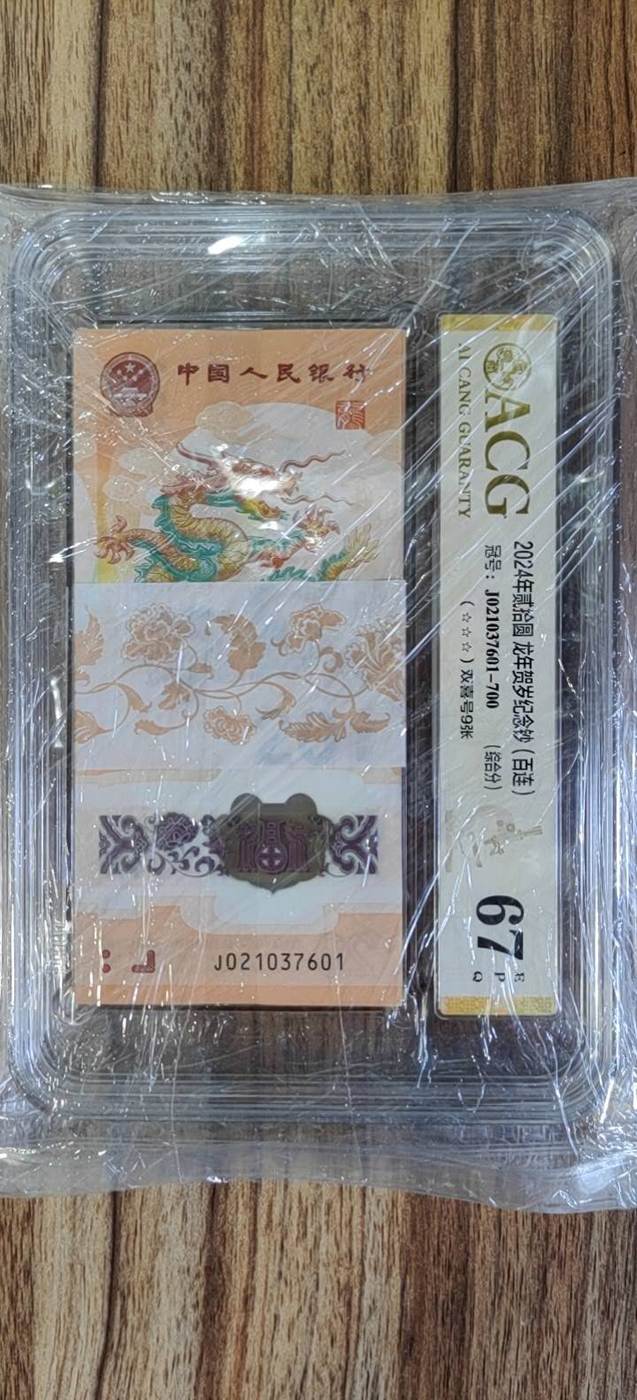 中国人民银行
J021037601
ACG
AI CANG GUARANTY
2024年贰拾圆 龙年贺岁纪念钞（百连）
冠号：J021037601-700 （综合分）
（☆☆☆）欢喜号9张
67
Q P E